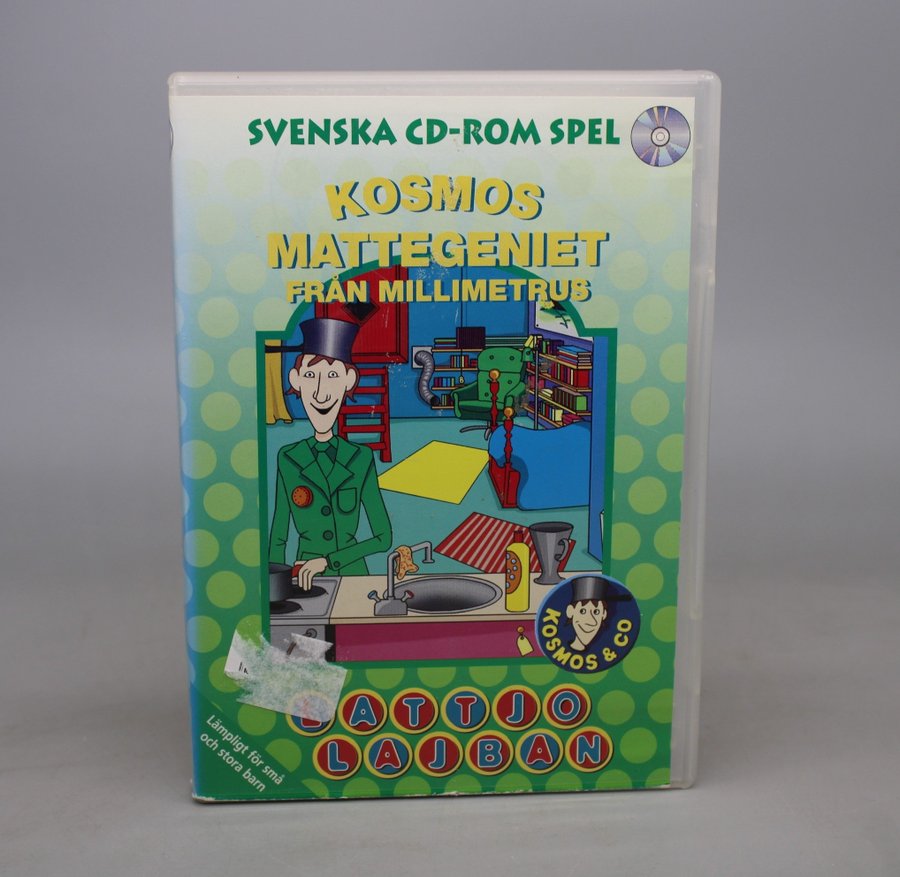 SVENSKA CD-ROM SPEL
KOSMOS
MATTEGENIET
FRÅN MILLIMETRUS
KOSMOS & CO
LATTJO
LAJBAN
Lämpligt för små
och stora barn